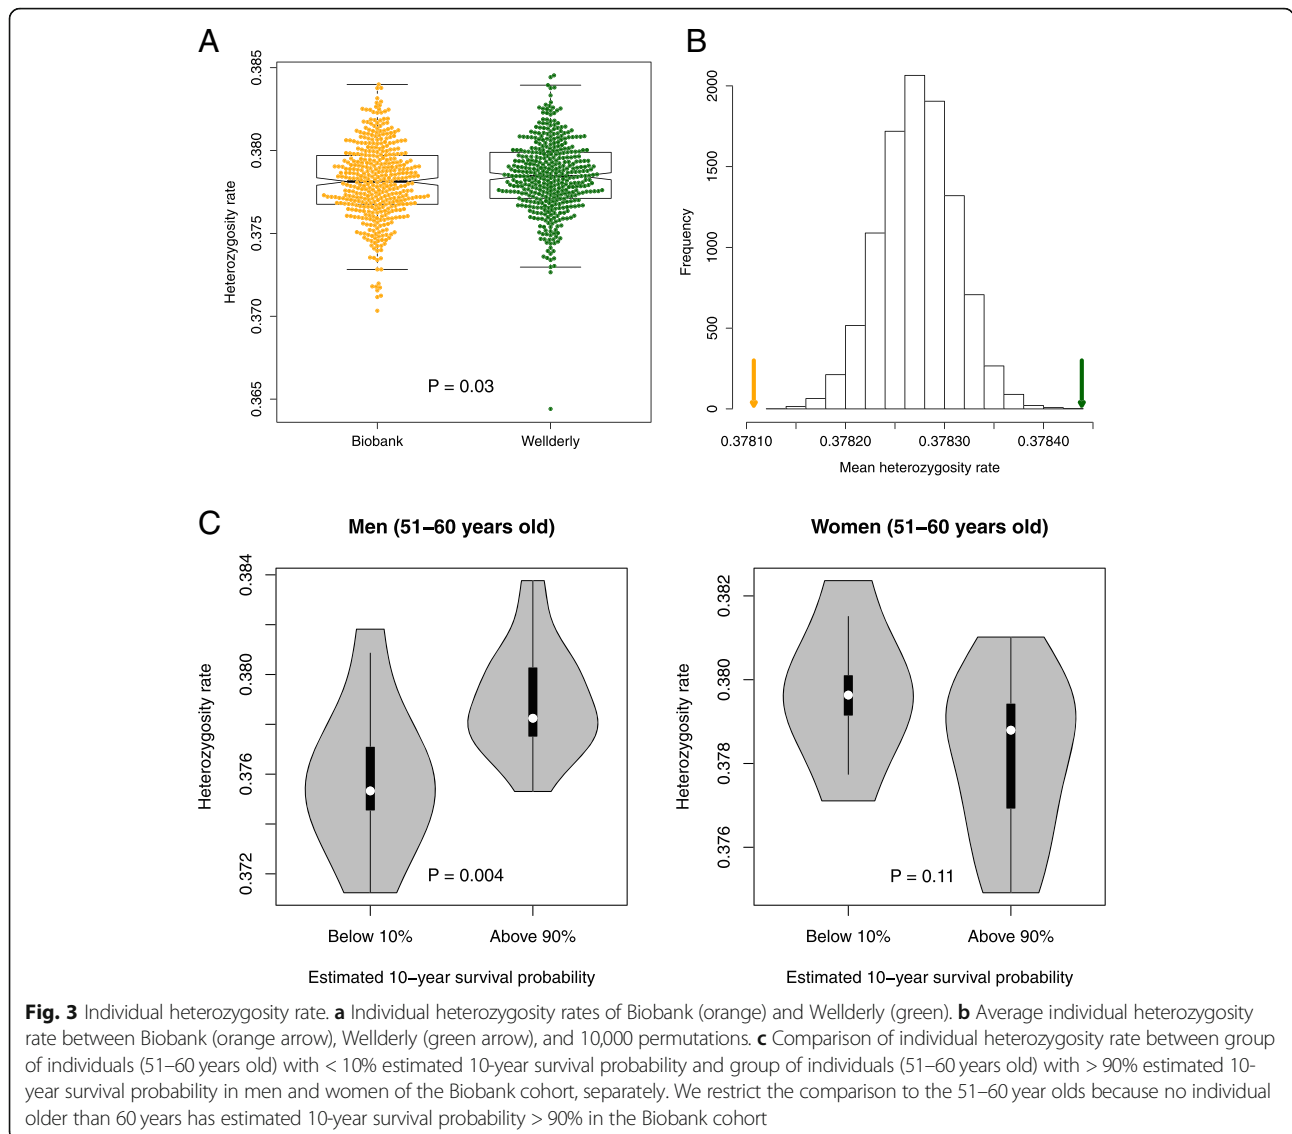 A
Heterozygosity rate
0.385
0.380
0.375
0.370
0.365
P = 0.03
Biobank
Wellderly
B
Frequency
2000
1500
1000
500
0
0.37810
0.37820
0.37830
0.37840
Mean heterozygosity rate
C
Men (51–60 years old)
Heterozygosity rate
0.384
0.380
0.376
0.372
P = 0.004
Below 10%
Above 90%
Estimated 10–year survival probability
Women (51–60 years old)
Heterozygosity rate
0.382
0.380
0.378
0.376
P = 0.11
Below 10%
Above 90%
Estimated 10–year survival probability
Fig. 3 Individual heterozygosity rate. a Individual heterozygosity rates of Biobank (orange) and Wellderly (green). b Average individual heterozygosity
rate between Biobank (orange arrow), Wellderly (green arrow), and 10,000 permutations. c Comparison of individual heterozygosity rate between group
of individuals (51–60 years old) with < 10% estimated 10-year survival probability and group of individuals (51–60 years old) with > 90% estimated 10-
year survival probability in men and women of the Biobank cohort, separately. We restrict the comparison to the 51–60 year olds because no individual
older than 60 years has estimated 10-year survival probability > 90% in the Biobank cohort